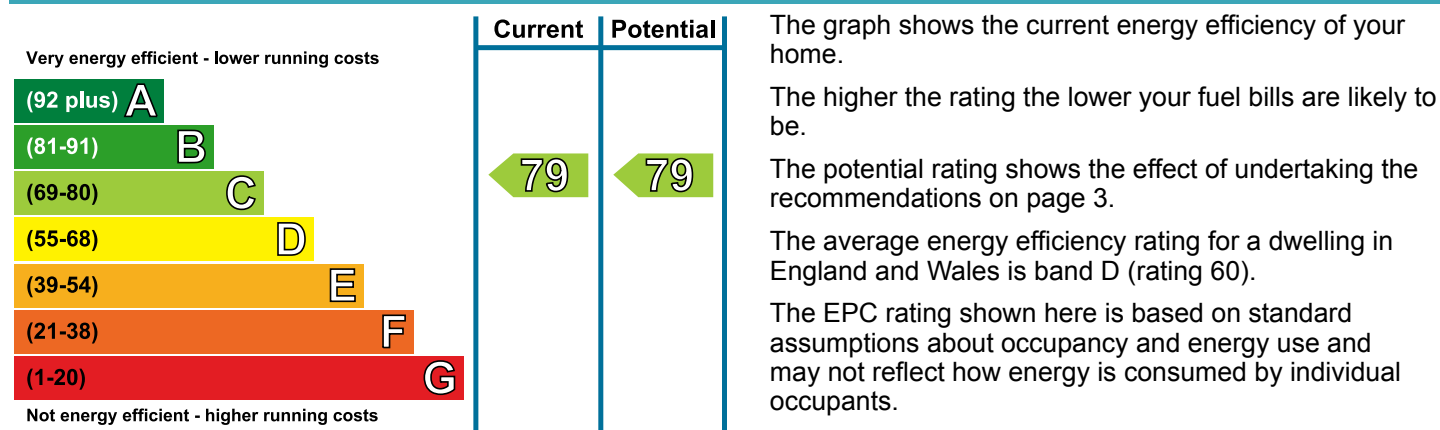 Current Potential
Very energy efficient - lower running costs
(92 plus) A
(81-91) B
(69-80) C
(55-68) D
(39-54) E
(21-38) F
(1-20) G
Not energy efficient - higher running costs
79 79
The graph shows the current energy efficiency of your
home.
The higher the rating the lower your fuel bills are likely to
be.
The potential rating shows the effect of undertaking the
recommendations on page 3.
The average energy efficiency rating for a dwelling in
England and Wales is band D (rating 60).
The EPC rating shown here is based on standard
assumptions about occupancy and energy use and
may not reflect how energy is consumed by individual
occupants.